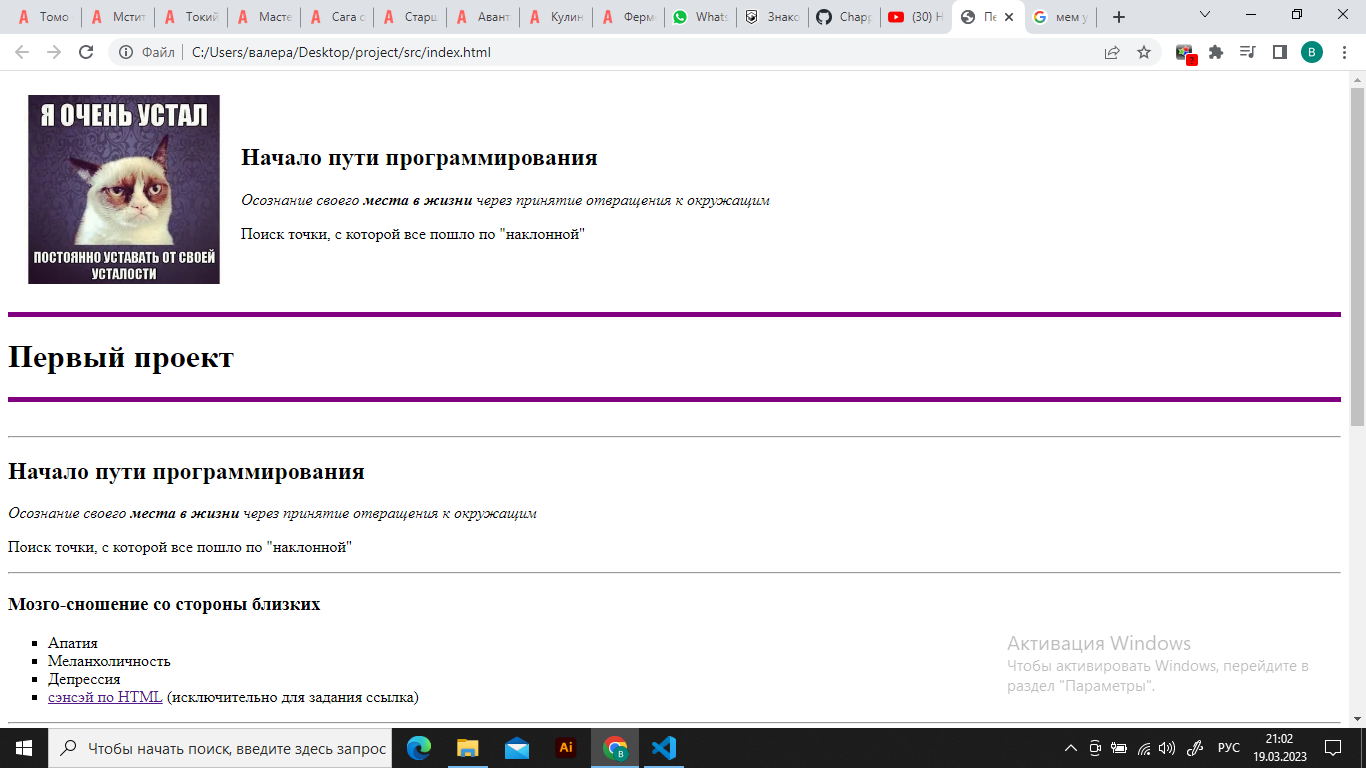 Томо
Мстит
Токий
Масте
Сага с
Старш
Авант
Кулин
Ферм
Whats
Знако
Chapp
(30) Н
Пе
мем у
Файл
C:/Users/валера/Desktop/project/src/index.html
В
Я ОЧЕНЬ УСТАЛ
ПОСТОЯННО УСТАВАТЬ ОТ СВОЕЙ
УСТАЛОСТИ
Начало пути программирования
Осознание своего места в жизни через принятие отвращения к окружащим
Поиск точки, с которой все пошло по "наклонной"
Первый проект
Начало пути программирования
Осознание своего места в жизни через принятие отвращения к окружащим
Поиск точки, с которой все пошло по "наклонной"
Мозго-сношение со стороны близких
Апатия
Меланхоличность
Депрессия
сэнсэй по HTML (исключительно для задания ссылка)
Активация Windows
Чтобы активировать Windows, перейдите в
раздел "Параметры".
Чтобы начать поиск, введите здесь запрос
Ai
В
РУС
21:02
19.03.2023